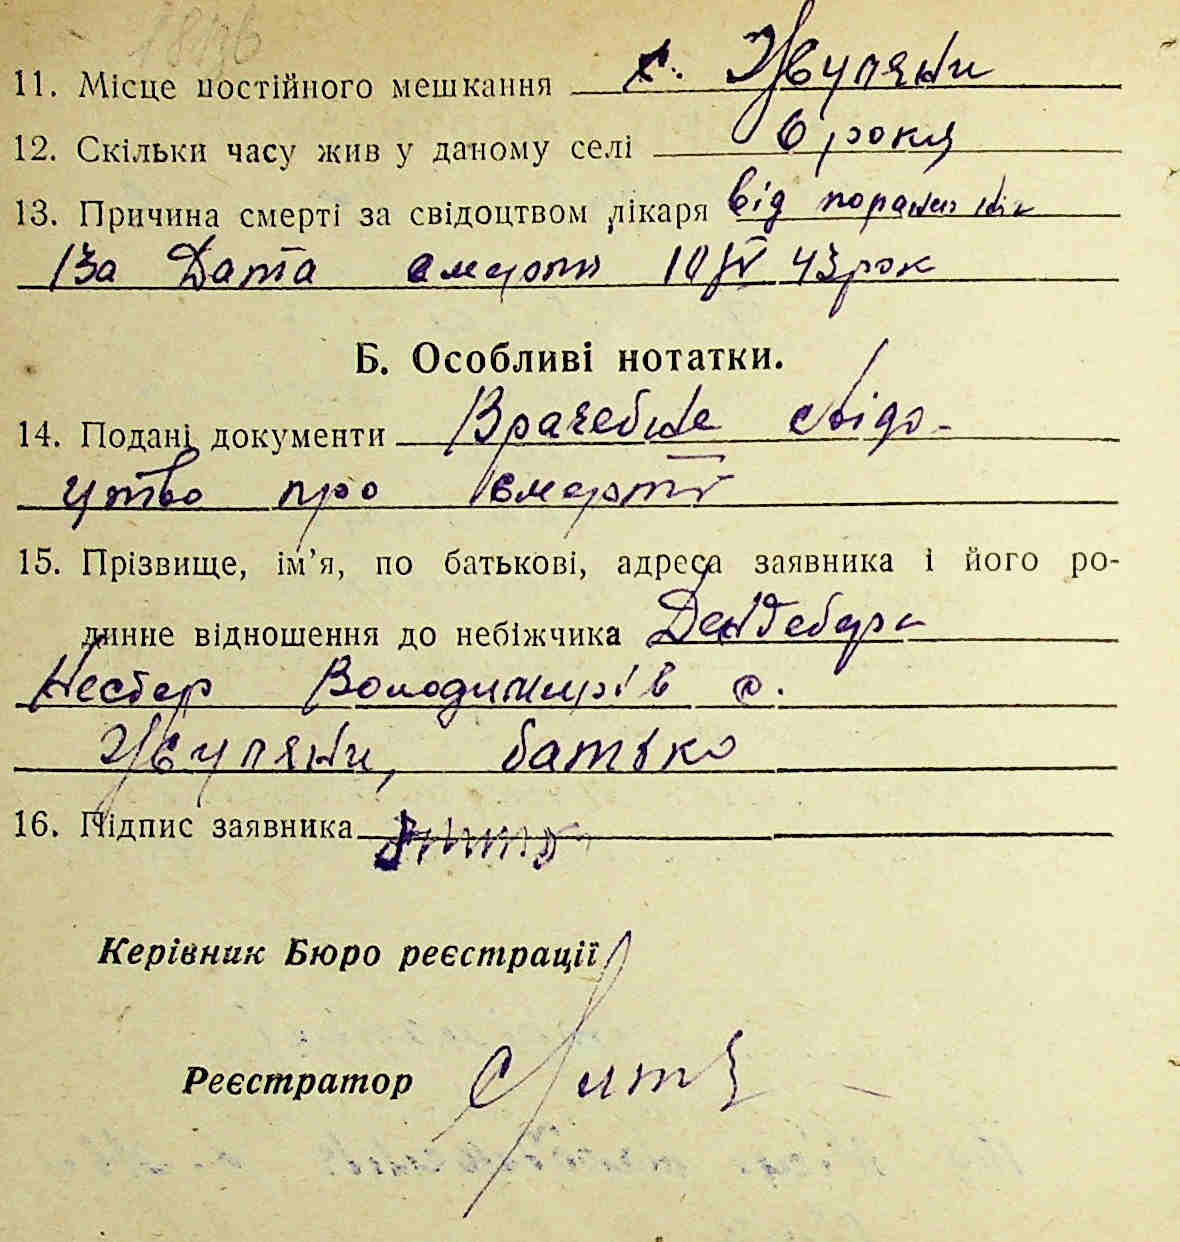 11. Місце постійного мешкання с. Жуляни
12. Скільки часу жив у даному селі 6 років
13. Причина смерті за свідоцтвом лікаря від поранення
13а Дата смерти 10 IV 43 рок
Б. Особливі нотатки.
14. Подані документи Врачебне свідо-
цтво про смерть
15. Прізвище, ім'я, по батькові, адреса заявника і його ро-
динне відношення до небіжчика
Нестер Володимирів с.
Жуляни, батько
16. Підпис заявника
Керівник Бюро реєстрації
Реєстратор